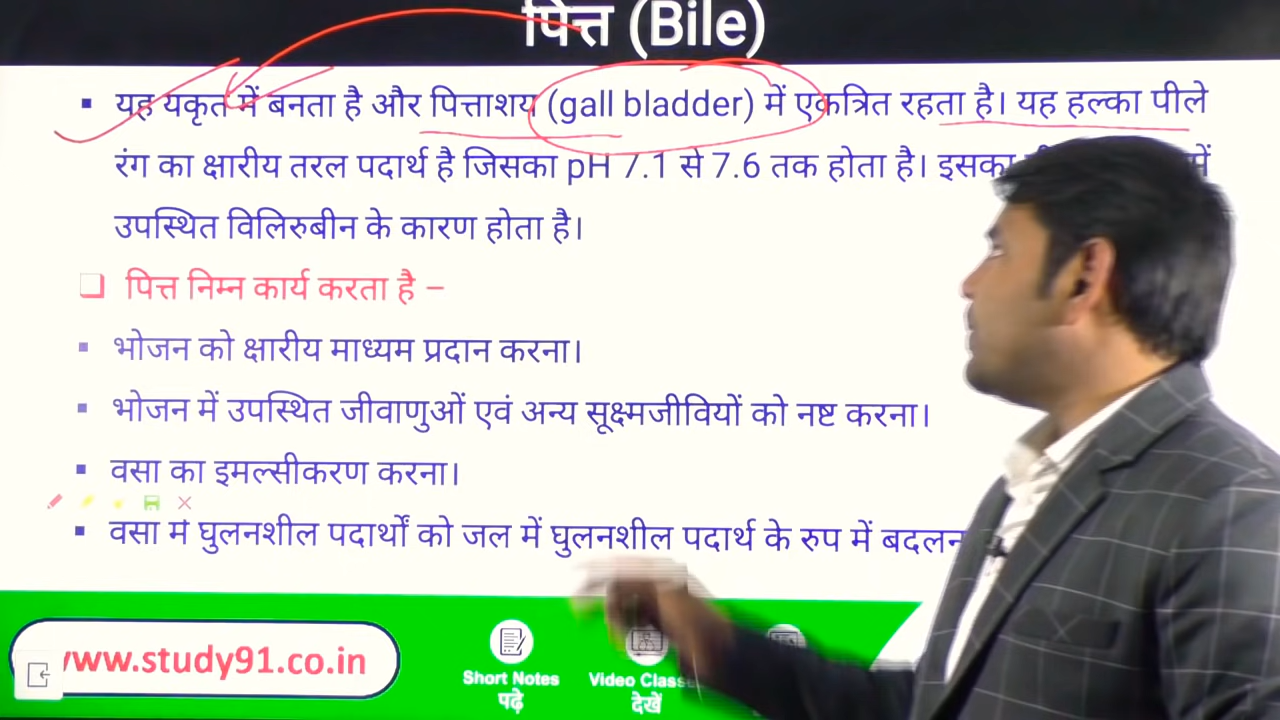 पित्त (Bile)
▪ यह यकृत में बनता है और पित्ताशय (gall bladder) में एकत्रित रहता है। यह हल्का पीले
रंग का क्षारीय तरल पदार्थ है जिसका pH 7.1 से 7.6 तक होता है। इसका
उपस्थित विलिरुबीन के कारण होता है।
❑ पित्त निम्न कार्य करता है –
▪ भोजन को क्षारीय माध्यम प्रदान करना।
▪ भोजन में उपस्थित जीवाणुओं एवं अन्य सूक्ष्मजीवियों को नष्ट करना।
▪ वसा का इमल्सीकरण करना।
▪ वसा में घुलनशील पदार्थों को जल में घुलनशील पदार्थ के रुप में
www.study91.co.in
Short Notes
पढ़े
Video Classes
देखें